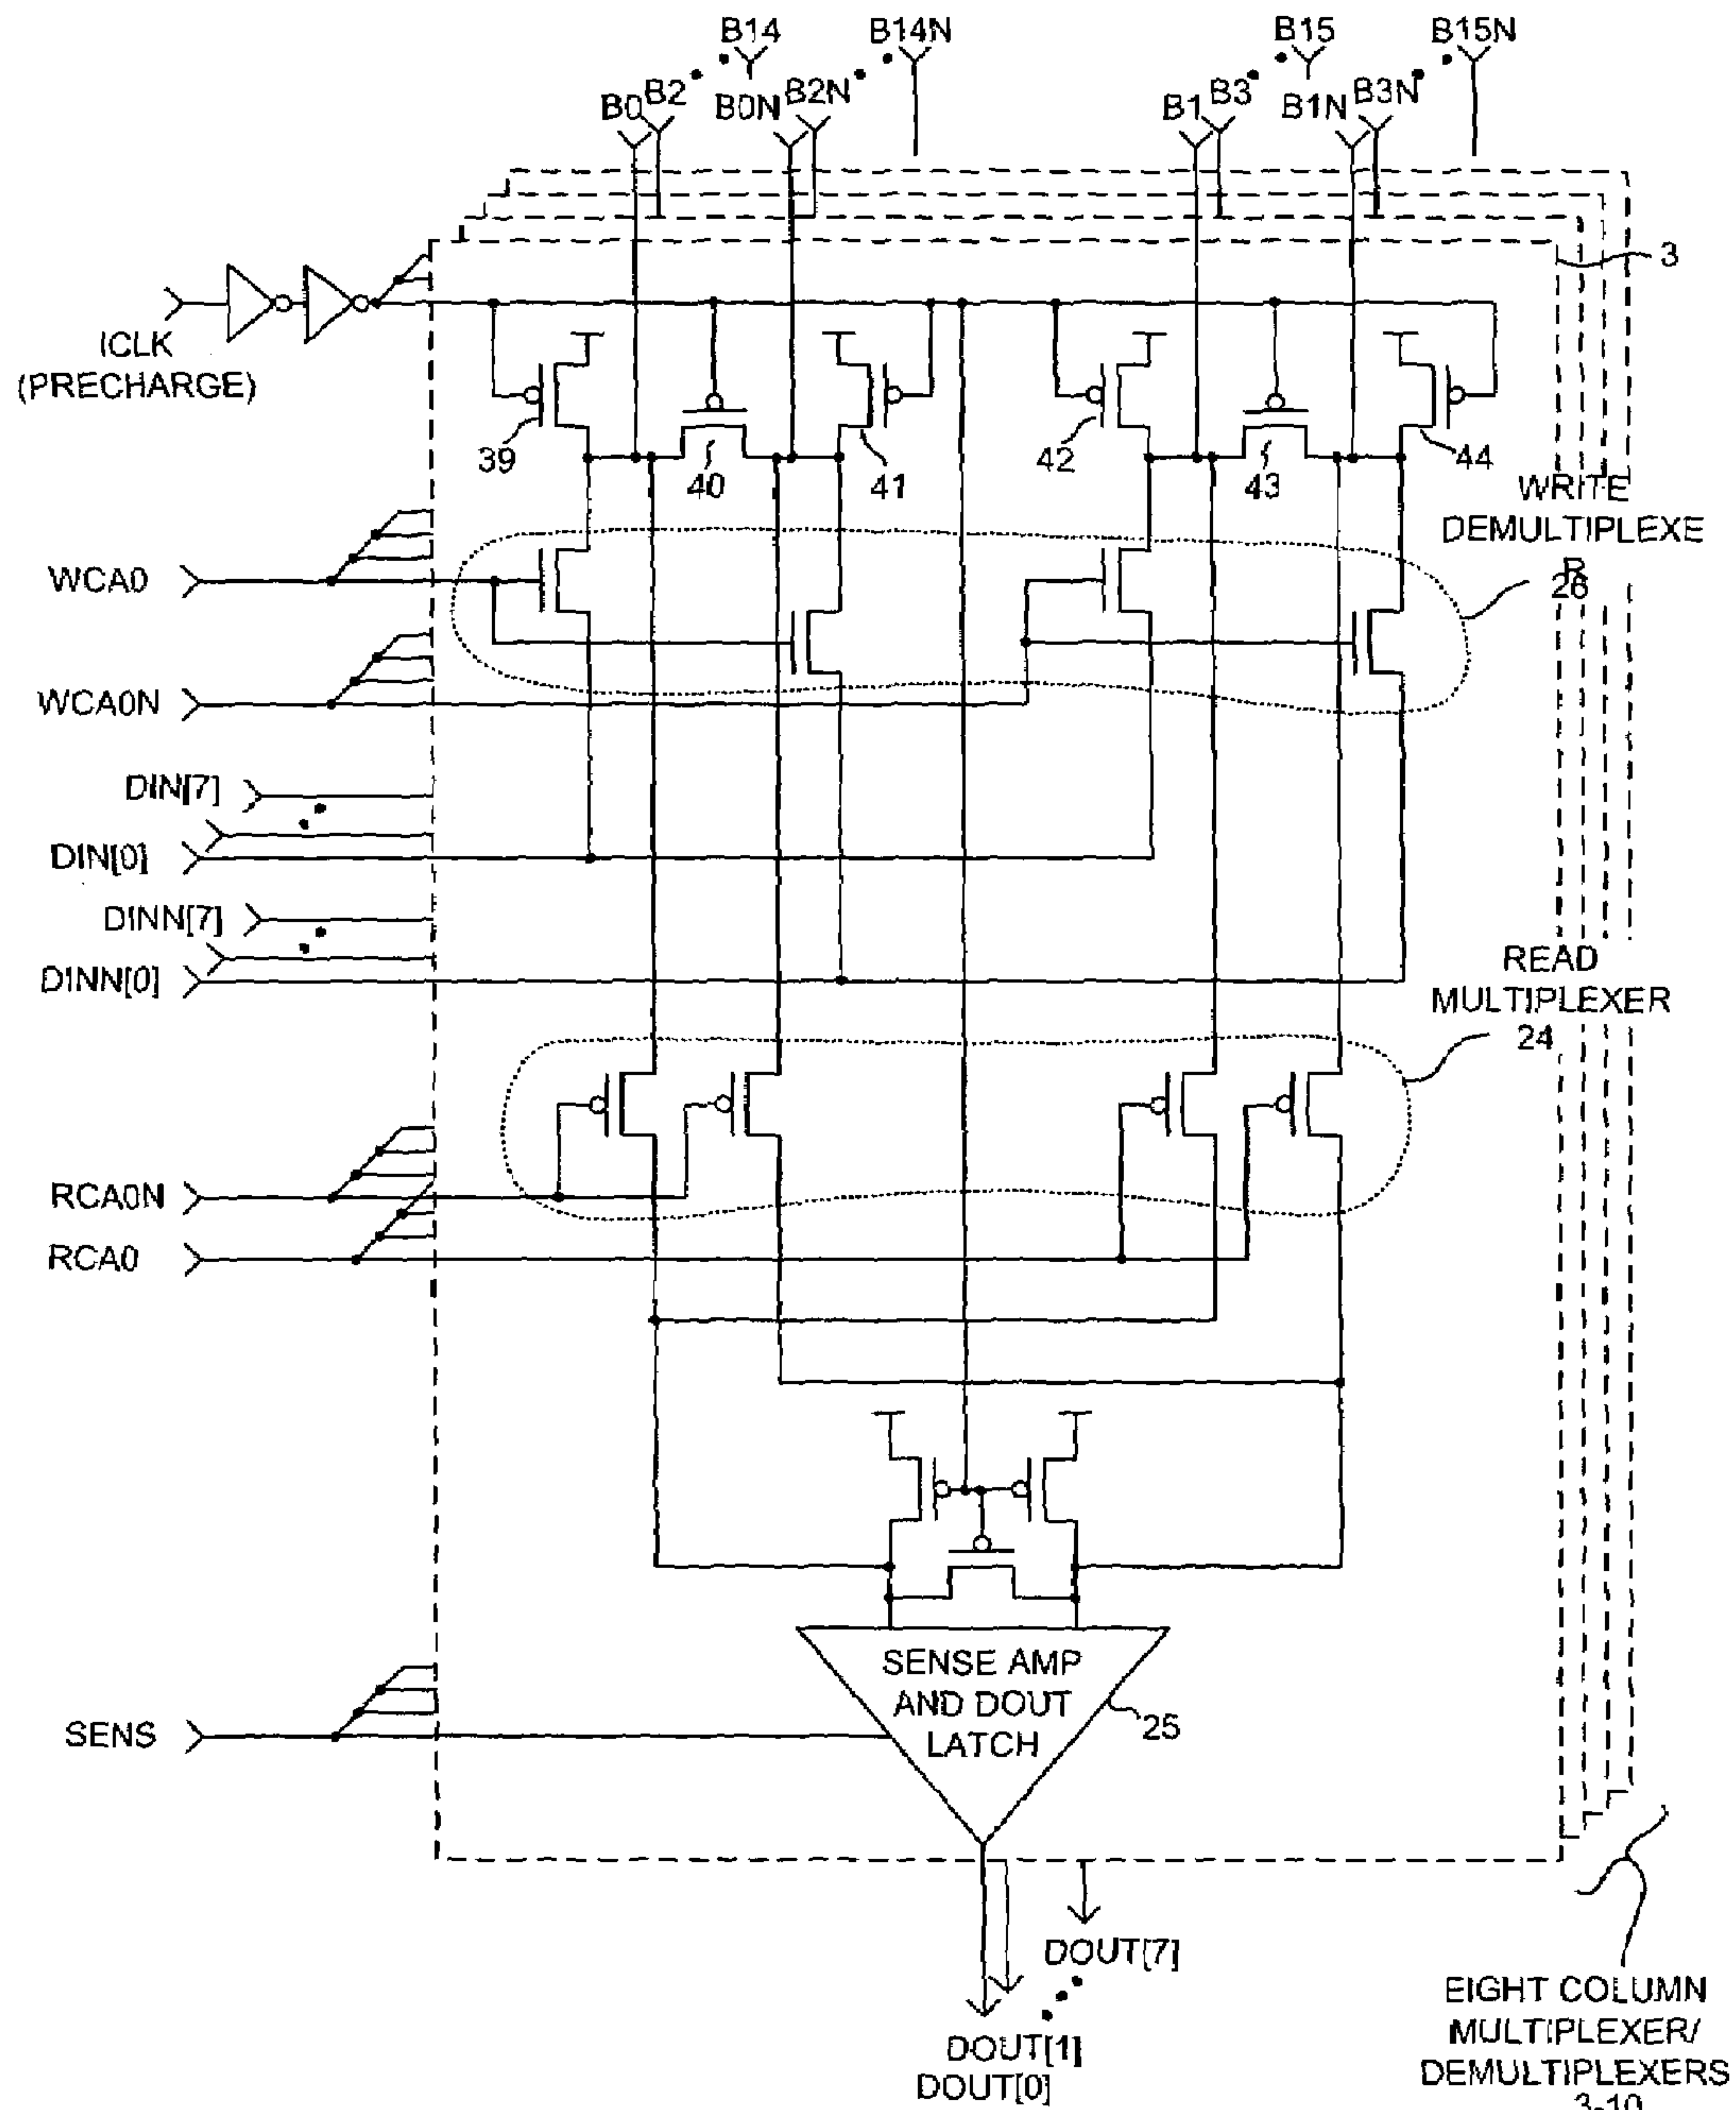 B14
B14N
B15
B15N
B0
B2
B0N
B2N
B1
B3
B1N
B3N
3
ICLK
(PRECHARGE)
39
40
41
42
43
44
WRITE
DEMULTIPLEXE
R
26
WCA0
WCA0N
DIN[7]
DIN[0]
DINN[7]
DINN[0]
READ
MULTIPLEXER
24
RCA0N
RCA0
SENSE AMP
AND DOUT
LATCH
25
SENS
DOUT[7]
DOUT[1]
DOUT[0]
EIGHT COLUMN
MULTIPLEXER/
DEMULTIPLEXERS
3-10